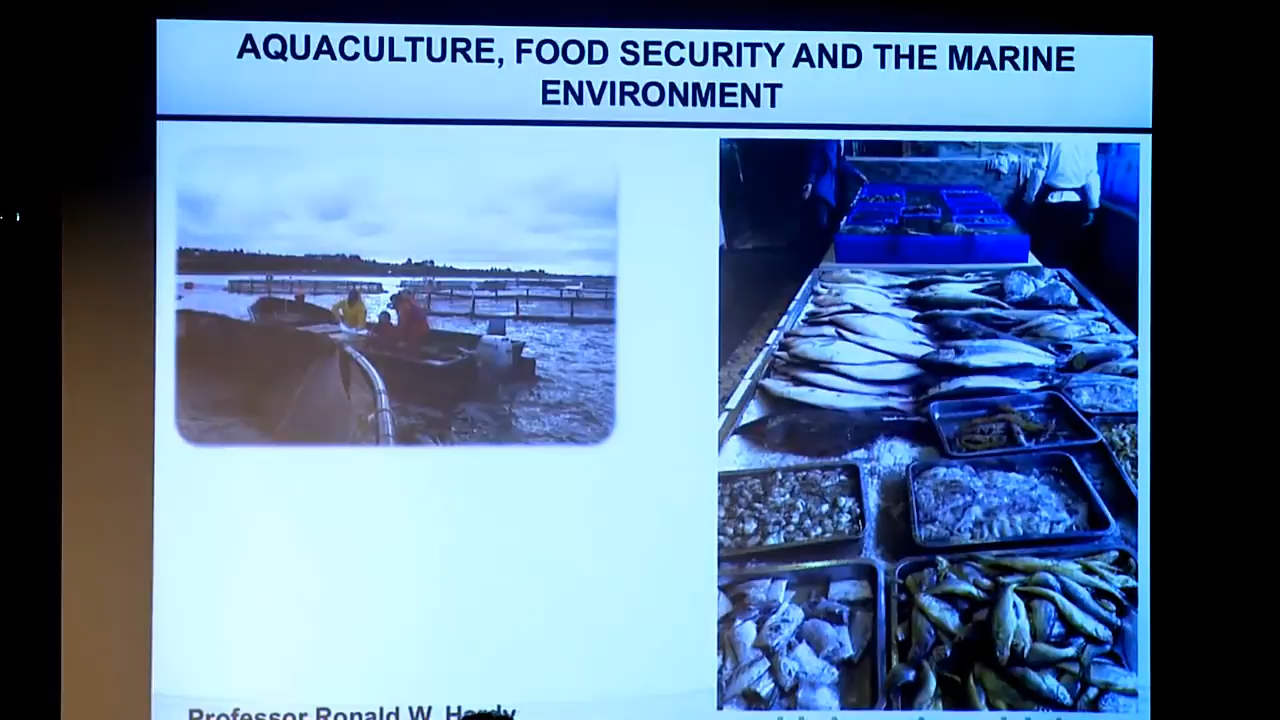 AQUACULTURE, FOOD SECURITY AND THE MARINE
ENVIRONMENT
Professor Ronald W. Hardy